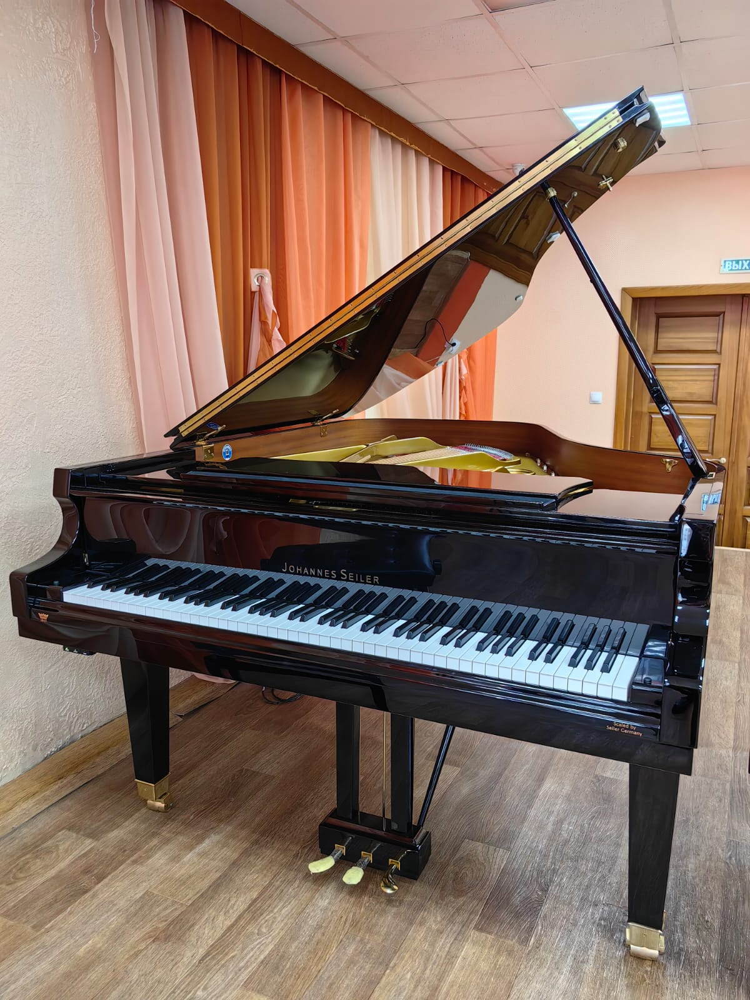 ВЫХ
JOHANNES SEILER
Scaled by
Seiler Germany